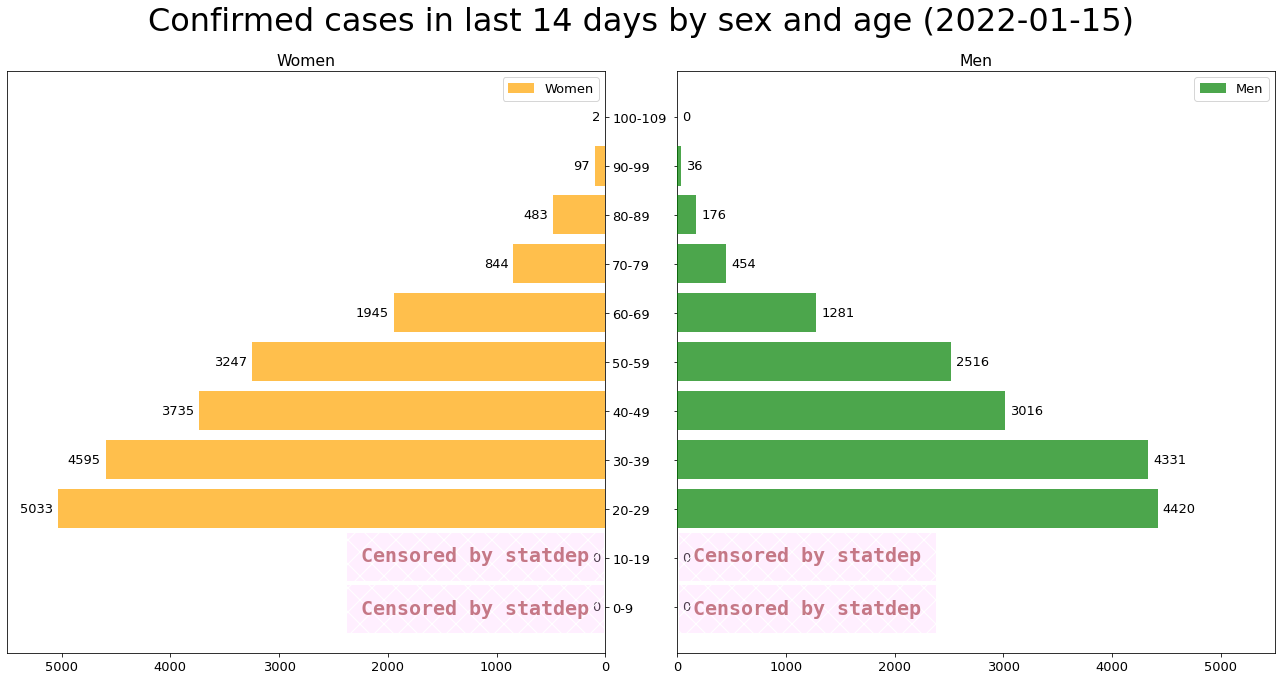 Confirmed cases in last 14 days by sex and age (2022-01-15)
Women
Men
Women
Men
2 100-109 0
97 90-99 36
483 80-89 176
844 70-79 454
1945 60-69 1281
3247 50-59 2516
3735 40-49 3016
4595 30-39 4331
5033 20-29 4420
Censored by statdep 0 10-19 0 Censored by statdep
Censored by statdep 0 0-9 0 Censored by statdep
5000 4000 3000 2000 1000 0
0 1000 2000 3000 4000 5000